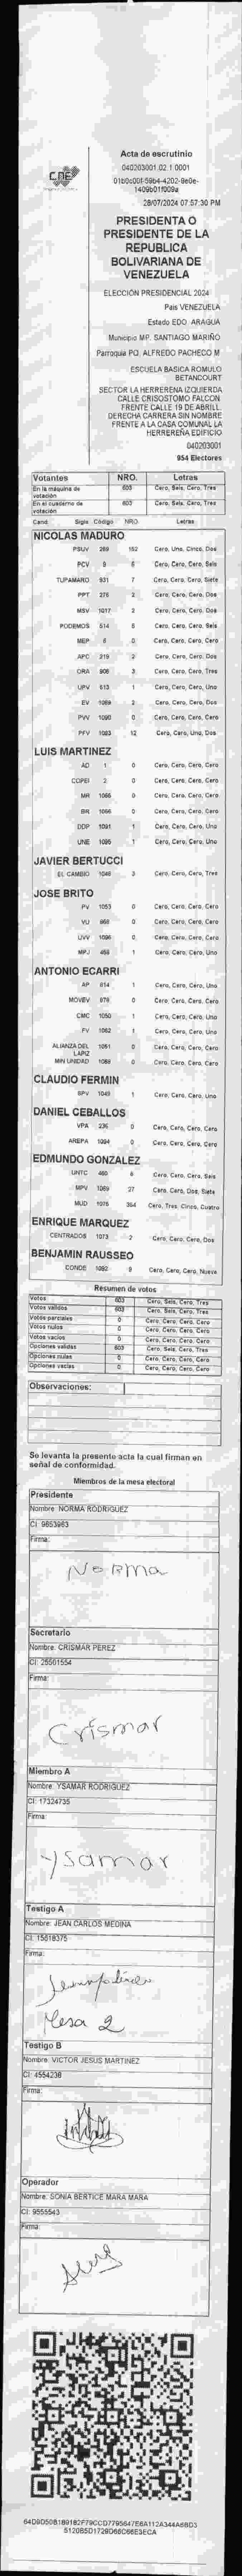 CNE
Acta de escrutinio
040203001.02.1.0001
28/07/2024 07:57:30 PM
PRESIDENTA O
PRESIDENTE DE LA
REPUBLICA
BOLIVARIANA DE
VENEZUELA
ELECCIÓN PRESIDENCIAL 2024
Pais VENEZUELA
Estado EDO. ARAGUA
Municipio MP. SANTIAGO MARIÑO
Parroquia PQ. ALFREDO PACHECO M
ESCUELA BASICA ROMULO
BETANCOURT
SECTOR LA HERRERENA IZQUIERDA
CALLE CRISOSTOMO FALCON
FRENTE CALLE 19 DE ABRIL.
DERECHA CARRERA SIN NOMBRE
FRENTE A LA CASA COMUNAL LA
HERREREÑA EDIFICIO
040203001
954 Electores
Votantes NRO. Letras
En la máquina de votación 603 Cero, Seis, Cero, Tres
En el cuaderno de votación 603 Cero, Seis, Cero, Tres
Cand Sigla Código NRO. Letras
NICOLAS MADURO
PSUV 289 152 Cero, Uno, Cinco, Dos
PCV 9 6 Cero, Cero, Cero, Seis
TUPAMARO 931 7 Cero, Cero, Cero, Siete
PPT 275 2 Cero, Cero, Cero, Dos
MSV 1017 2 Cero, Cero, Cero, Dos
PODEMOS 514 6 Cero, Cero, Cero, Seis
MEP 6 0 Cero, Cero, Cero, Cero
APC 219 2 Cero, Cero, Cero, Dos
ORA 906 3 Cero, Cero, Cero, Tres
UPV 613 1 Cero, Cero, Cero, Uno
EV 1089 2 Cero, Cero, Cero, Dos
PVV 1090 0 Cero, Cero, Cero, Cero
PFV 1093 12 Cero, Cero, Uno, Dos
LUIS MARTINEZ
AD 1 0 Cero, Cero, Cero, Cero
COPEI 2 0 Cero, Cero, Cero, Cero
MR 1065 0 Cero, Cero, Cero, Cero
BR 1066 0 Cero, Cero, Cero, Cero
DDP 1091 1 Cero, Cero, Cero, Uno
UNE 1095 1 Cero, Cero, Cero, Uno
JAVIER BERTUCCI
EL CAMBIO 1048 3 Cero, Cero, Cero, Tres
JOSE BRITO
PV 1053 0 Cero, Cero, Cero, Cero
VU 968 0 Cero, Cero, Cero, Cero
UVV 1096 0 Cero, Cero, Cero, Cero
MPJ 459 1 Cero, Cero, Cero, Uno
ANTONIO ECARRI
AP 814 1 Cero, Cero, Cero, Uno
MOVEV 979 0 Cero, Cero, Cero, Cero
CMC 1050 1 Cero, Cero, Cero, Uno
FV 1062 1 Cero, Cero, Cero, Uno
ALIANZA DEL LAPIZ 1051 0 Cero, Cero, Cero, Cero
MIN UNIDAD 1088 0 Cero, Cero, Cero, Cero
CLAUDIO FERMIN
SPV 1049 1 Cero, Cero, Cero, Uno
DANIEL CEBALLOS
VPA 236 0 Cero, Cero, Cero, Cero
AREPA 1094 0 Cero, Cero, Cero, Cero
EDMUNDO GONZALEZ
UNTC 460 6 Cero, Cero, Cero, Seis
MPV 1069 27 Cero, Cero, Dos, Siete
MUD 1076 354 Cero, Tres, Cinco, Cuatro
ENRIQUE MARQUEZ
CENTRADOS 1073 2 Cero, Cero, Cero, Dos
BENJAMIN RAUSSEO
CONDE 1092 9 Cero, Cero, Cero, Nueve
Resumen de votos
Votos 603 Cero, Seis, Cero, Tres
Votos válidos 603 Cero, Seis, Cero, Tres
Votos parciales 0 Cero, Cero, Cero, Cero
Votos nulos 0 Cero, Cero, Cero, Cero
Votos vacíos 0 Cero, Cero, Cero, Cero
Opciones válidas 603 Cero, Seis, Cero, Tres
Opciones nulas 0 Cero, Cero, Cero, Cero
Opciones vacías 0 Cero, Cero, Cero, Cero
Observaciones:
Se levanta la presente acta la cual firman en
señal de conformidad.
Miembros de la mesa electoral
Presidente
Nombre: NORMA RODRIGUEZ
CI: 9653963
Firma:
Norma
Secretario
Nombre: CRISMAR PEREZ
CI: 25561554
Firma:
Crismar
Miembro A
Nombre: YSAMAR RODRIGUEZ
CI: 17324735
Firma:
Ysamar
Testigo A
Nombre: JEAN CARLOS MEDINA
CI: 15618375
Firma:
Mesa 2
Testigo B
Nombre: VICTOR JESUS MARTINEZ
CI: 4554238
Firma:
Operador
Nombre: SONIA BERTICE MARA MARA
CI: 9555543
Firma: